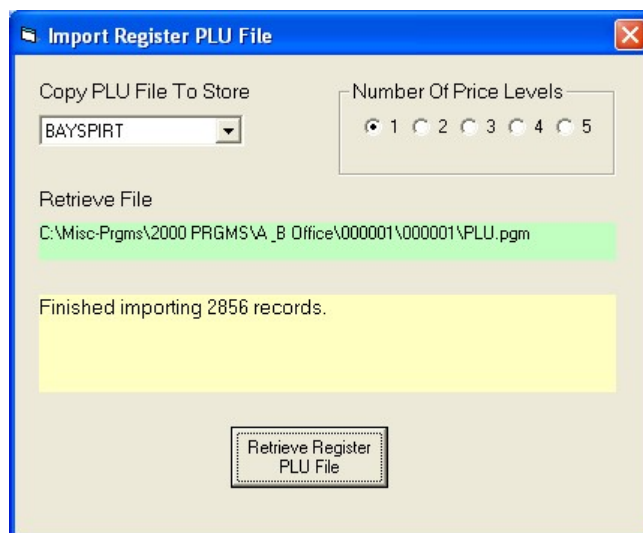 Import Register PLU File
Copy PLU File To Store
Number Of Price Levels
BAYSPIRT
1 2 3 4 5
Retrieve File
C:\Misc-Prgms\2000 PRGMS\A_B Office\000001\000001\PLU.pgm
Finished importing 2856 records.
Retrieve Register
PLU File